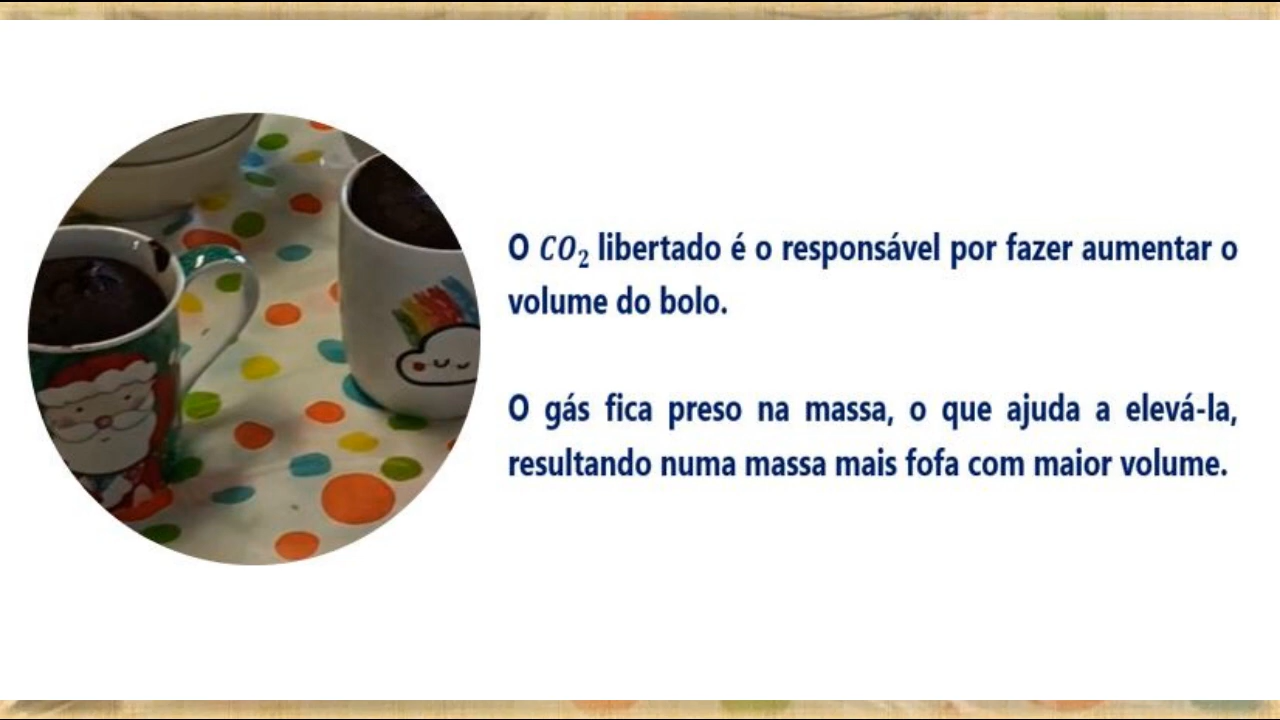 O CO₂ libertado é o responsável por fazer aumentar o
volume do bolo.
O gás fica preso na massa, o que ajuda a elevá-la,
resultando numa massa mais fofa com maior volume.